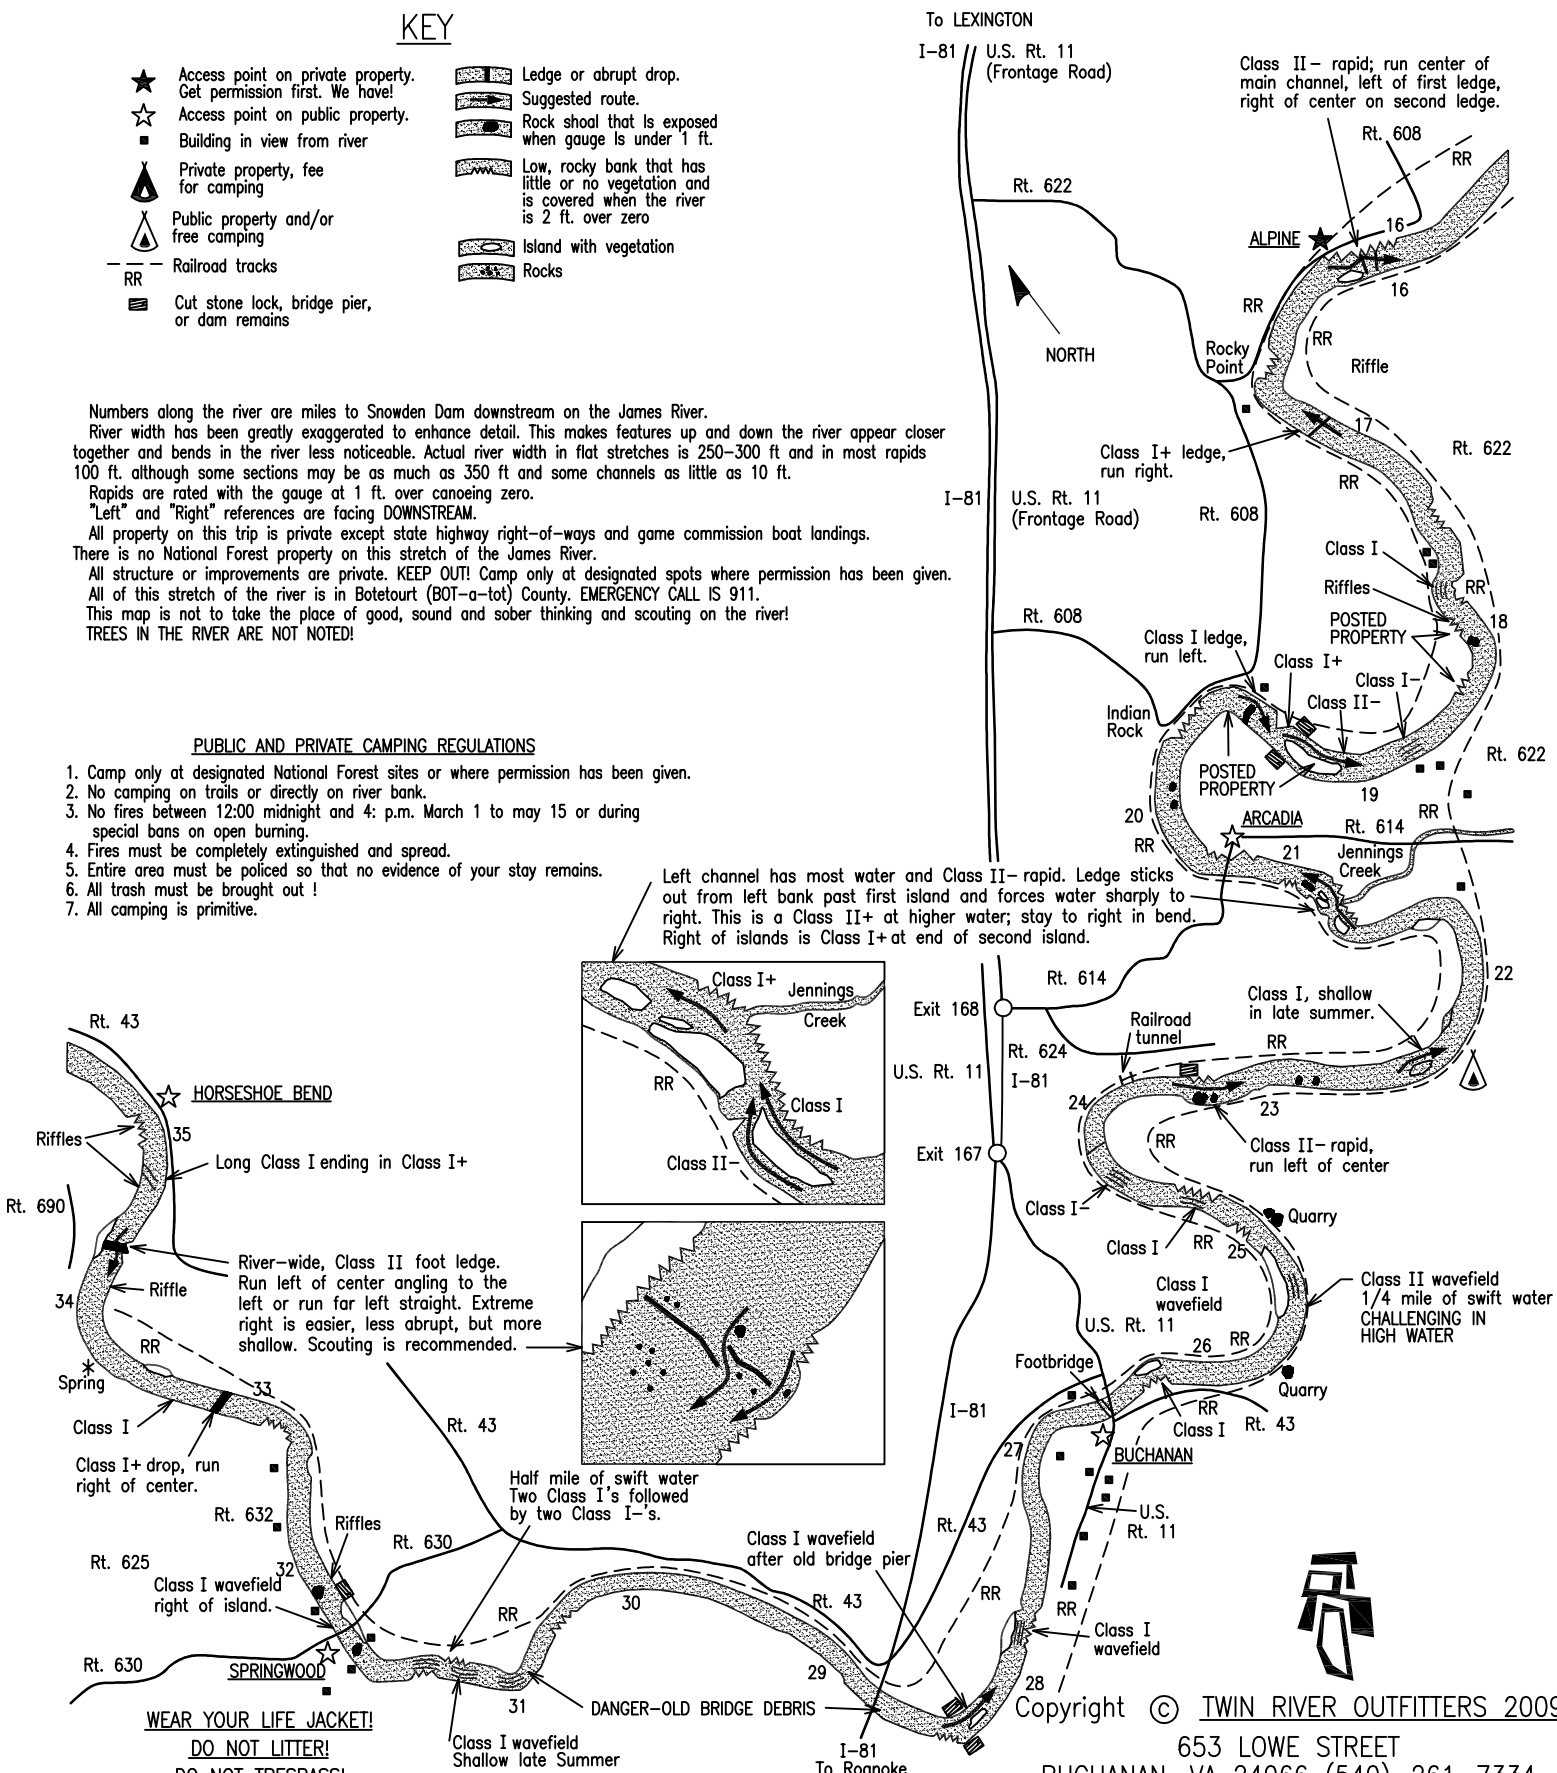 KEY
Access point on private property.
Get permission first. We have!
Access point on public property.
Building in view from river
Private property, fee
for camping
Public property and/or
free camping
Railroad tracks
RR
Cut stone lock, bridge pier,
or dam remains
Ledge or abrupt drop.
Suggested route.
Rock shoal that Is exposed
when gauge Is under 1 ft.
Low, rocky bank that has
little or no vegetation and
is covered when the river
is 2 ft. over zero
Island with vegetation
Rocks
To LEXINGTON
I-81
U.S. Rt. 11
(Frontage Road)
Class II- rapid; run center of
main channel, left of first ledge,
right of center on second ledge.
Rt. 608
RR
Rt. 622
ALPINE
16
16
RR
RR
NORTH
Rocky
Point
Riffle
Numbers along the river are miles to Snowden Dam downstream on the James River.
River width has been greatly exaggerated to enhance detail. This makes features up and down the river appear closer
together and bends in the river less noticeable. Actual river width in flat stretches is 250-300 ft and in most rapids
100 ft. although some sections may be as much as 350 ft and some channels as little as 10 ft.
Rapids are rated with the gauge at 1 ft. over canoeing zero.
"Left" and "Right" references are facing DOWNSTREAM.
All property on this trip is private except state highway right-of-ways and game commission boat landings.
There is no National Forest property on this stretch of the James River.
All structure or improvements are private. KEEP OUT! Camp only at designated spots where permission has been given.
All of this stretch of the river is in Botetourt (BOT-a-tot) County. EMERGENCY CALL IS 911.
This map is not to take the place of good, sound and sober thinking and scouting on the river!
TREES IN THE RIVER ARE NOT NOTED!
17
Class I+ ledge,
run right.
Rt. 622
RR
I-81
U.S. Rt. 11
(Frontage Road)
Rt. 608
Class I
Riffles
RR
POSTED
PROPERTY
18
Rt. 608
Class I ledge,
run left.
Class I+
Class I-
Class II-
Indian
Rock
POSTED
PROPERTY
Rt. 622
19
20
RR
RR
ARCADIA
Rt. 614
21
Jennings
Creek
PUBLIC AND PRIVATE CAMPING REGULATIONS
1. Camp only at designated National Forest sites or where permission has been given.
2. No camping on trails or directly on river bank.
3. No fires between 12:00 midnight and 4: p.m. March 1 to may 15 or during
special bans on open burning.
4. Fires must be completely extinguished and spread.
5. Entire area must be policed so that no evidence of your stay remains.
6. All trash must be brought out !
7. All camping is primitive.
Left channel has most water and Class II- rapid. Ledge sticks
out from left bank past first island and forces water sharply to
right. This is a Class II+ at higher water; stay to right in bend.
Right of islands is Class I+ at end of second island.
Class I+
Jennings
Creek
RR
Class I
Class II-
Rt. 614
22
Exit 168
Class I, shallow
in late summer.
Railroad
tunnel
RR
Rt. 624
U.S. Rt. 11
I-81
24
23
Exit 167
RR
Class II- rapid,
run left of center
Class I-
Quarry
Class I
RR
25
Class I
wavefield
Class II wavefield
1/4 mile of swift water
CHALLENGING IN
HIGH WATER
U.S. Rt. 11
26
RR
Footbridge
Quarry
RR
Rt. 43
Class I
I-81
27
BUCHANAN
U.S.
Rt. 11
Rt. 43
HORSESHOE BEND
35
Riffles
Long Class I ending in Class I+
Rt. 690
River-wide, Class II foot ledge.
Run left of center angling to the
left or run far left straight. Extreme
right is easier, less abrupt, but more
shallow. Scouting is recommended.
Riffle
34
RR
Spring
33
Class I
Rt. 43
Class I+ drop, run
right of center.
Half mile of swift water
Two Class I's followed
by two Class I-'s.
Rt. 632
Riffles
Rt. 630
Rt. 43
Class I wavefield
after old bridge pier
Rt. 625
32
Class I wavefield
right of island.
30
Rt. 43
RR
RR
RR
Class I
wavefield
Rt. 630
SPRINGWOOD
29
28
31
DANGER-OLD BRIDGE DEBRIS
Class I wavefield
Shallow late Summer
I-81
To Roanoke
WEAR YOUR LIFE JACKET!
DO NOT LITTER!
DO NOT TRESPASS!
Copyright © TWIN RIVER OUTFITTERS 2009
653 LOWE STREET
BUCHANAN, VA 24066 (540) 261-7334